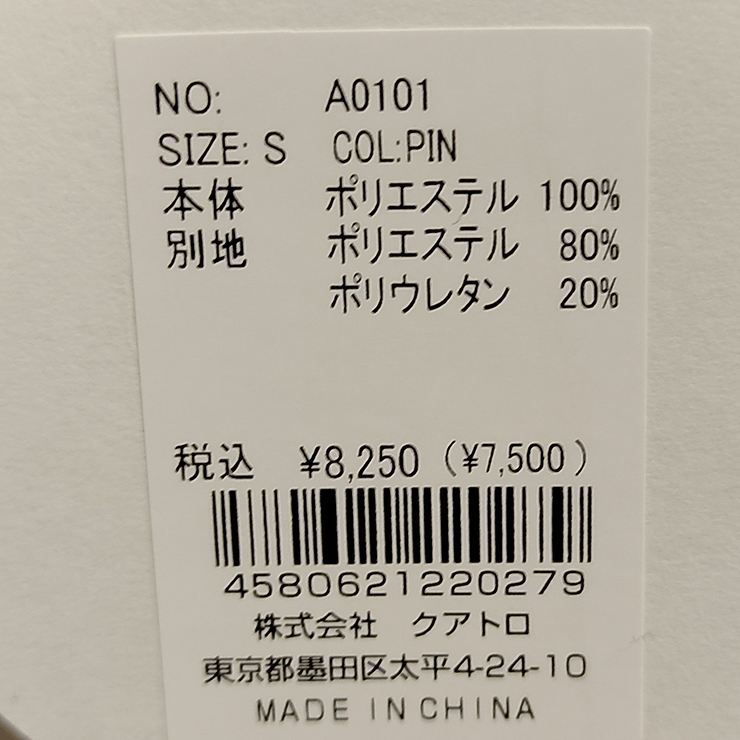 NO: A0101
SIZE: S COL:PIN
本体 ポリエステル 100%
別地 ポリエステル 80%
ポリウレタン 20%
税込 ¥8,250 (¥7,500)
4580621220279
株式会社 クアトロ
東京都墨田区太平4-24-10
MADE IN CHINA